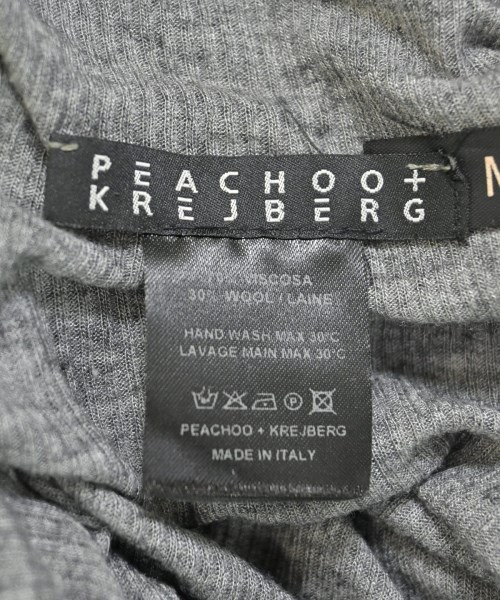 PEACHOO+
KREJBERG
M
VISCOSA
30% WOOL / LAINE
HAND WASH MAX 30°C
LAVAGE MAIN MAX 30°C
P
PEACHOO + KREJBERG
MADE IN ITALY